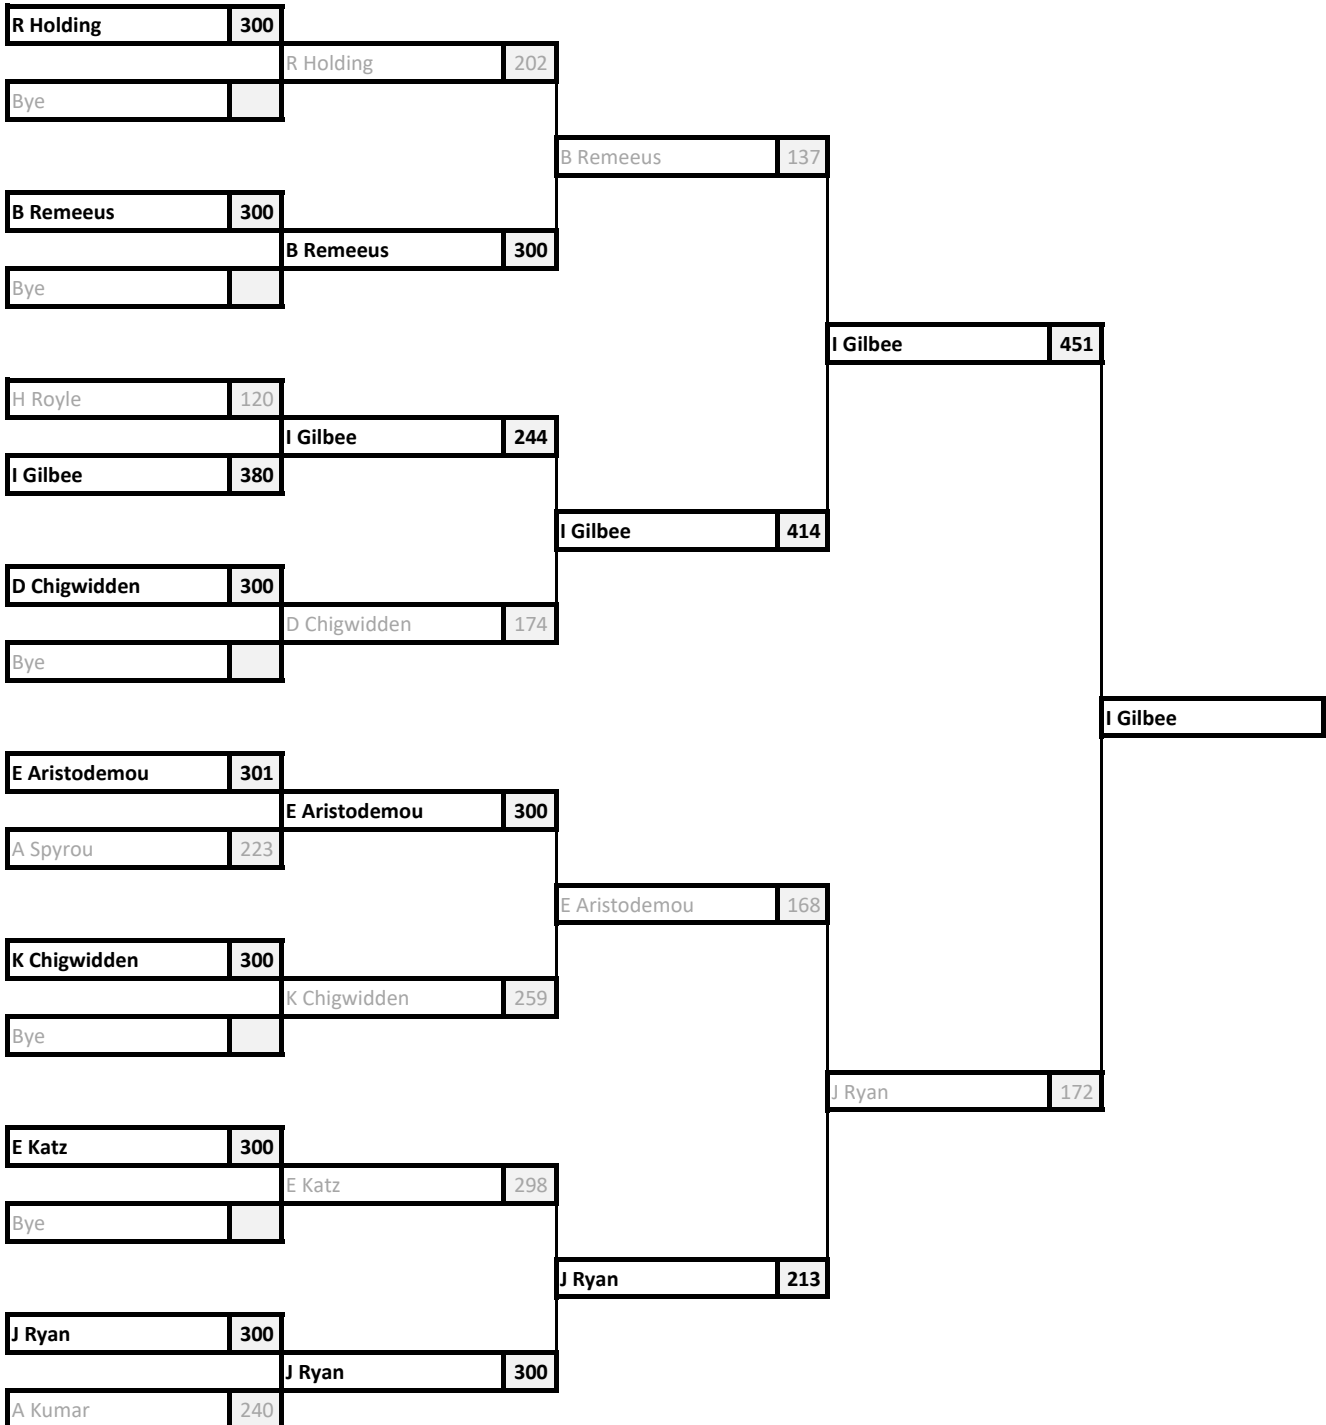 R Holding 300
R Holding 202
Bye
B Remeeus 137
B Remeeus 300
B Remeeus 300
Bye
I Gilbee 451
H Royle 120
I Gilbee 244
I Gilbee 380
I Gilbee 414
D Chigwidden 300
D Chigwidden 174
Bye
I Gilbee
E Aristodemou 301
E Aristodemou 300
A Spyrou 223
E Aristodemou 168
K Chigwidden 300
K Chigwidden 259
Bye
J Ryan 172
E Katz 300
E Katz 298
Bye
J Ryan 213
J Ryan 300
J Ryan 300
A Kumar 240